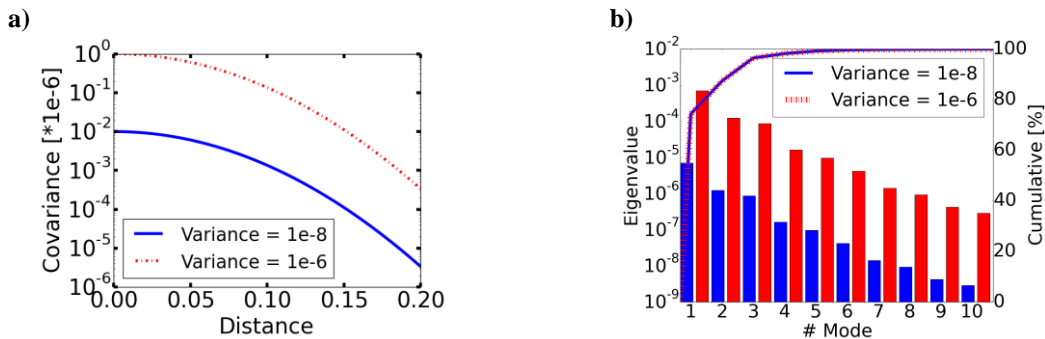 a)
Covariance [*1e-6]
10^0
10^-1
10^-2
10^-3
10^-4
10^-5
10^-6
Variance = 1e-8
Variance = 1e-6
0.00 0.05 0.10 0.15 0.20
Distance
b)
Eigenvalue
10^-2
10^-3
10^-4
10^-5
10^-6
10^-7
10^-8
10^-9
Variance = 1e-8
Variance = 1e-6
100
80
60
40
20
0
Cumulative [%]
1 2 3 4 5 6 7 8 9 10
# Mode